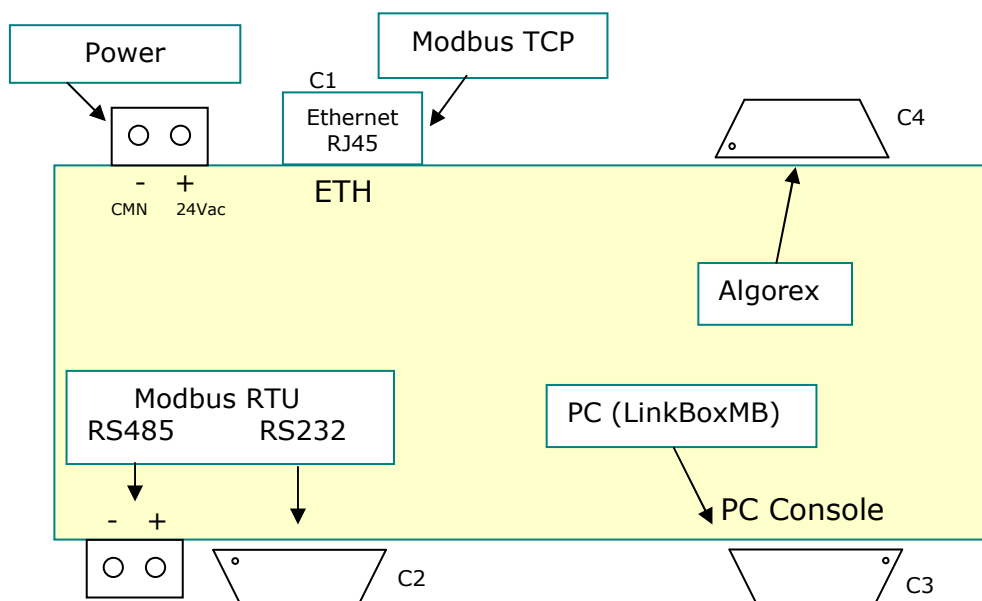 Power
Modbus TCP
C1
Ethernet
RJ45
C4
- +
CMN 24Vac
ETH
Algorex
Modbus RTU
RS485 RS232
PC (LinkBoxMB)
- +
PC Console
C2
C3